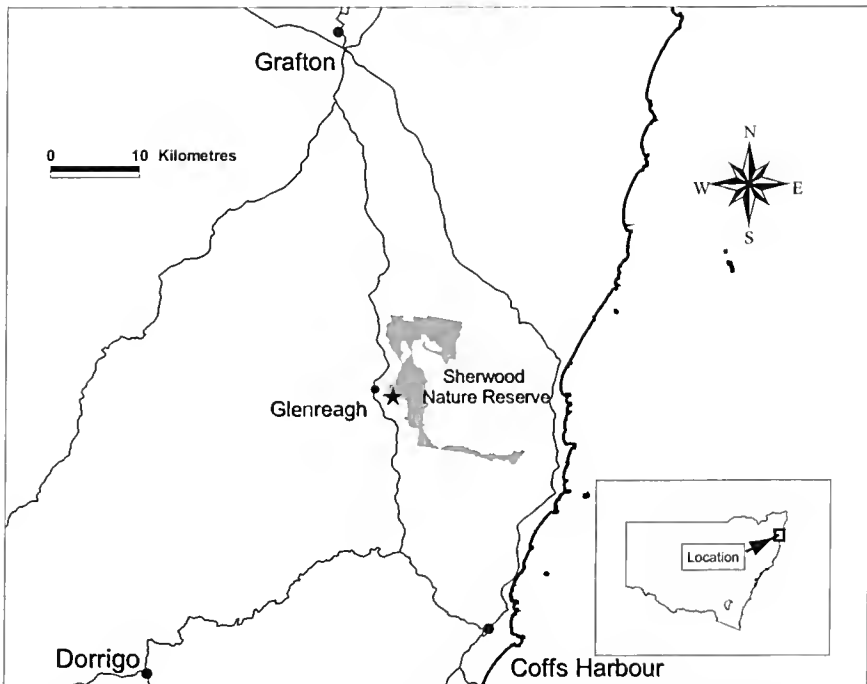 Grafton
0 10 Kilometres
N
W E
S
Sherwood
Nature Reserve
Glenreagh
Location
Dorrigo
Coffs Harbour